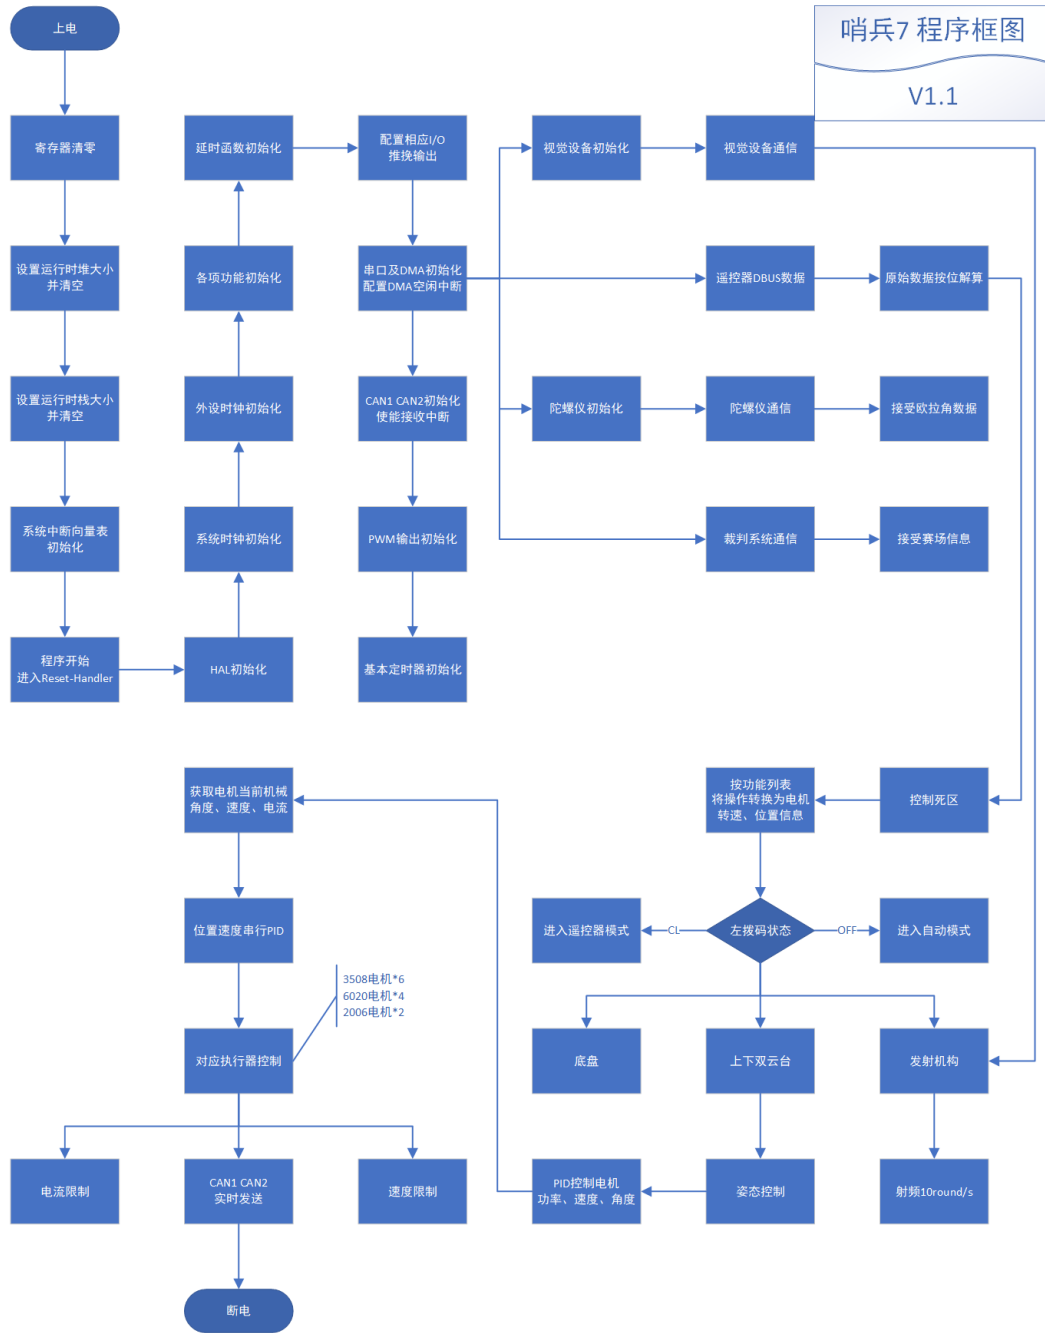 上电
哨兵7 程序框图
V1.1
寄存器清零
延时函数初始化
配置相应I/O
推挽输出
视觉设备初始化
视觉设备通信
设置运行时堆大小
并清空
各项功能初始化
串口及DMA初始化
配置DMA空闲中断
遥控器DBUS数据
原始数据按位解算
设置运行时栈大小
并清空
外设时钟初始化
CAN1 CAN2初始化
使能接收中断
陀螺仪初始化
陀螺仪通信
接受欧拉角数据
系统中断向量表
初始化
系统时钟初始化
PWM输出初始化
裁判系统通信
接受赛场信息
程序开始
进入Reset-Handler
HAL初始化
基本定时器初始化
获取电机当前机械
角度、速度、电流
按功能列表
将操作转换为电机
转速、位置信息
控制死区
位置速度串行PID
进入遥控器模式
CL
左拨码状态
OFF
进入自动模式
3508电机*6
6020电机*4
2006电机*2
对应执行器控制
底盘
上下双云台
发射机构
电流限制
CAN1 CAN2
实时发送
速度限制
PID控制电机
功率、速度、角度
姿态控制
射频10round/s
断电